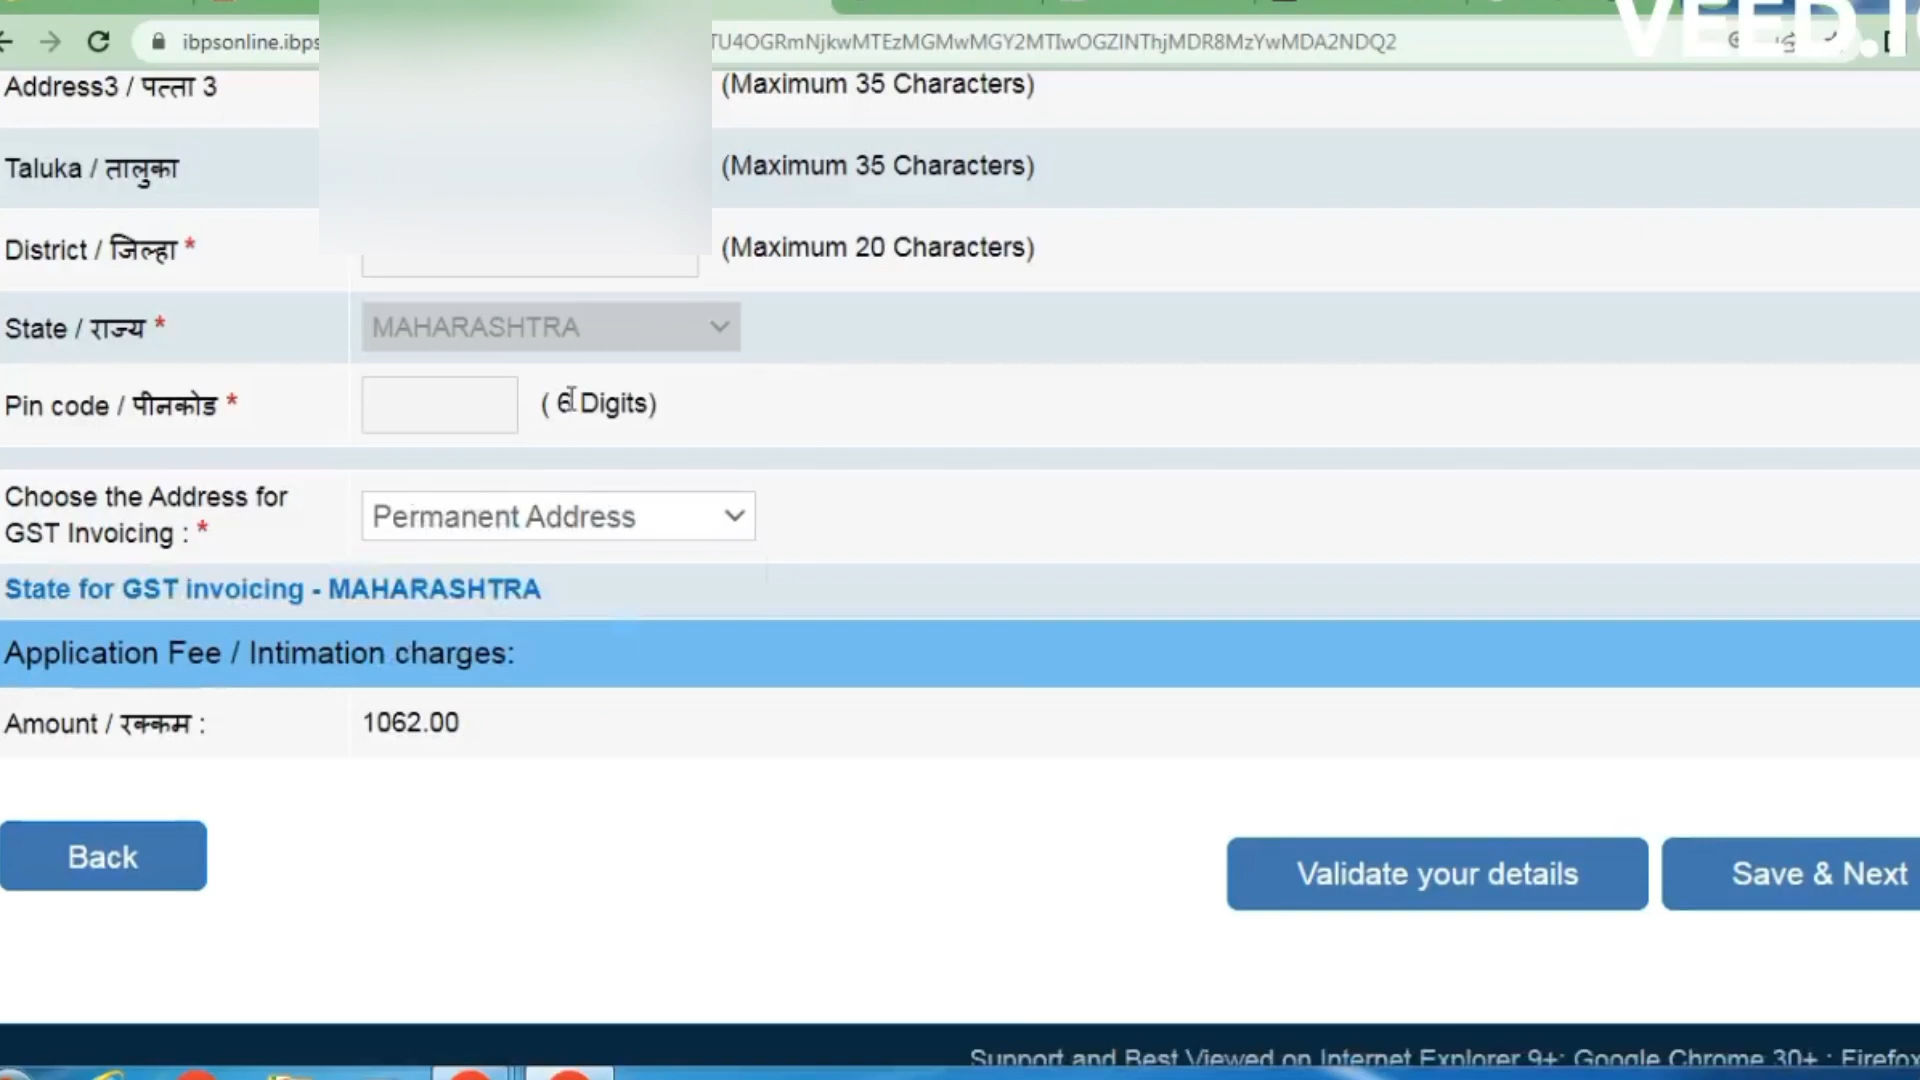 VEED.I
ibpsonline.ibps
TU4OGRmNjkwMTEzMGMwMGY2MTIwOGZlNThjMDR8MzYwMDA2NDQ2
Address3 / पत्ता 3
(Maximum 35 Characters)
Taluka / तालुका
(Maximum 35 Characters)
District / जिल्हा *
(Maximum 20 Characters)
State / राज्य *
MAHARASHTRA
Pin code / पीनकोड *
( 6 Digits)
Choose the Address for
GST Invoicing : *
Permanent Address
State for GST invoicing - MAHARASHTRA
Application Fee / Intimation charges:
Amount / रक्कम :
1062.00
Back
Validate your details
Save & Next
Support and Best Viewed on Internet Explorer 9+; Google Chrome 30+ ; Firefox